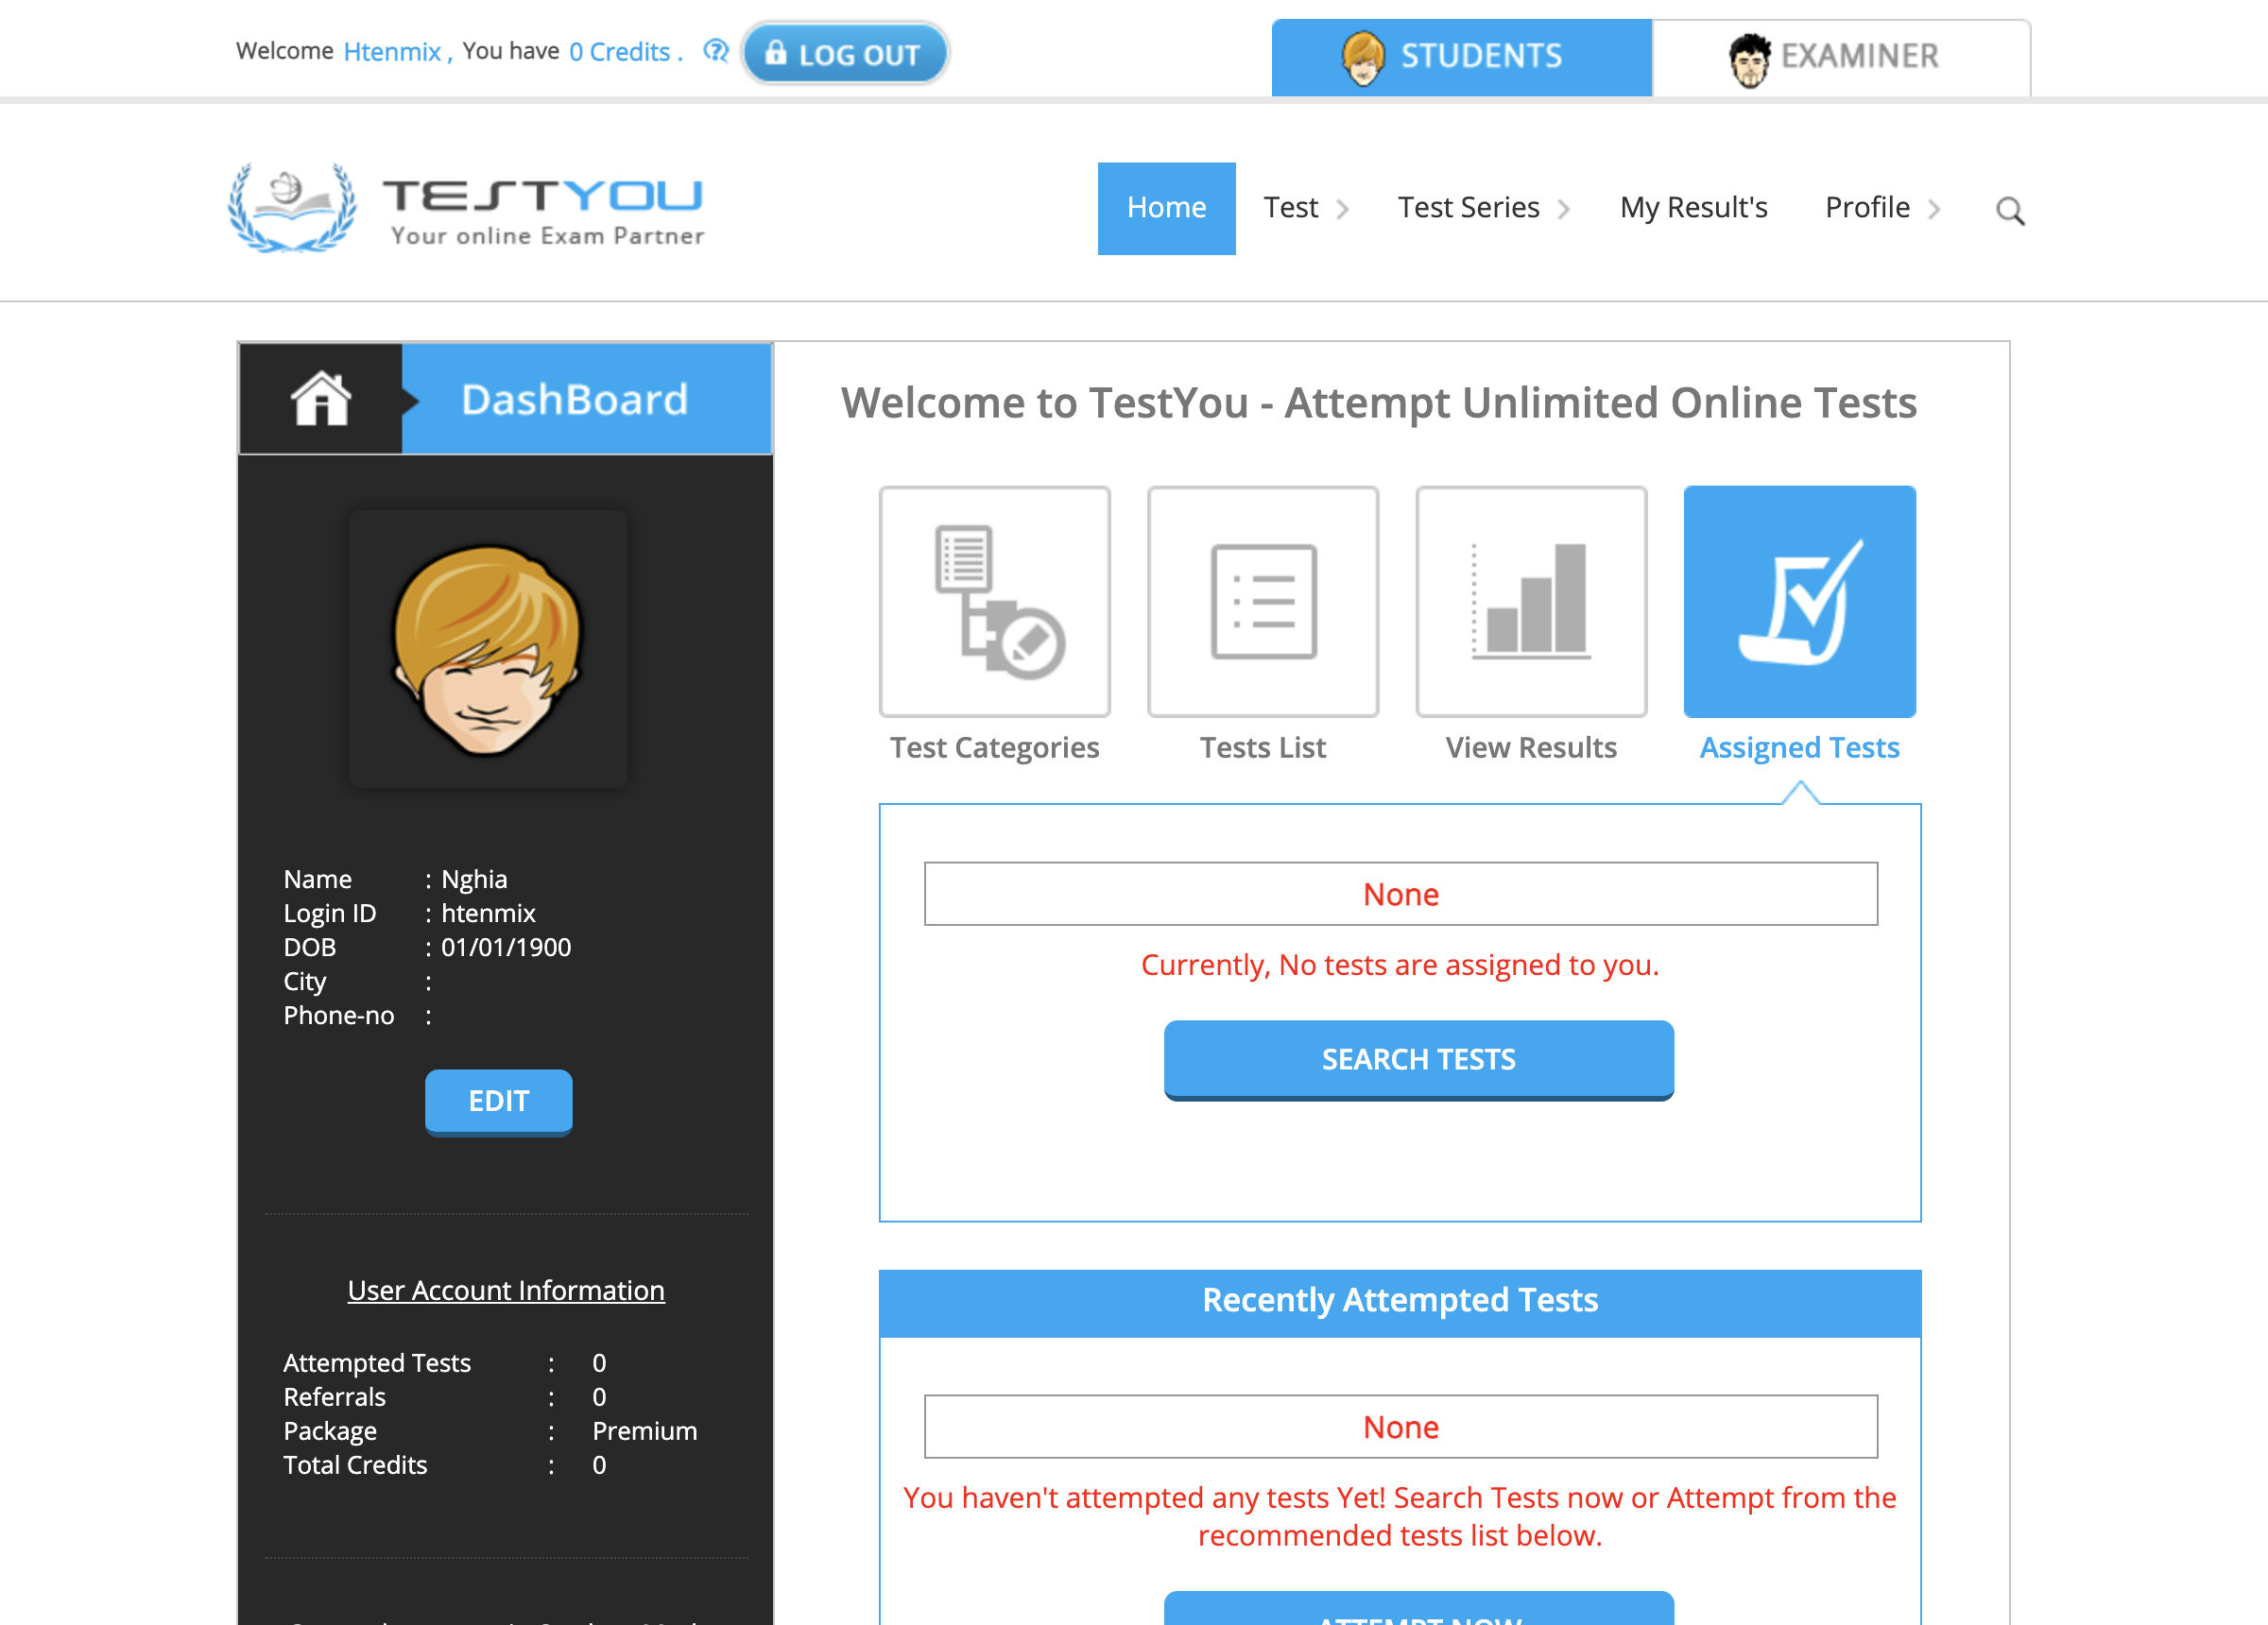 Welcome Htenmix , You have 0 Credits .
LOG OUT
STUDENTS
EXAMINER
TESTYOU
Your online Exam Partner
Home
Test
Test Series
My Result's
Profile
DashBoard
Name : Nghia
Login ID : htenmix
DOB : 01/01/1900
City :
Phone-no :
EDIT
User Account Information
Attempted Tests : 0
Referrals : 0
Package : Premium
Total Credits : 0
Welcome to TestYou - Attempt Unlimited Online Tests
Test Categories
Tests List
View Results
Assigned Tests
None
Currently, No tests are assigned to you.
SEARCH TESTS
Recently Attempted Tests
None
You haven't attempted any tests Yet! Search Tests now or Attempt from the
recommended tests list below.
ATTEMPT NOW